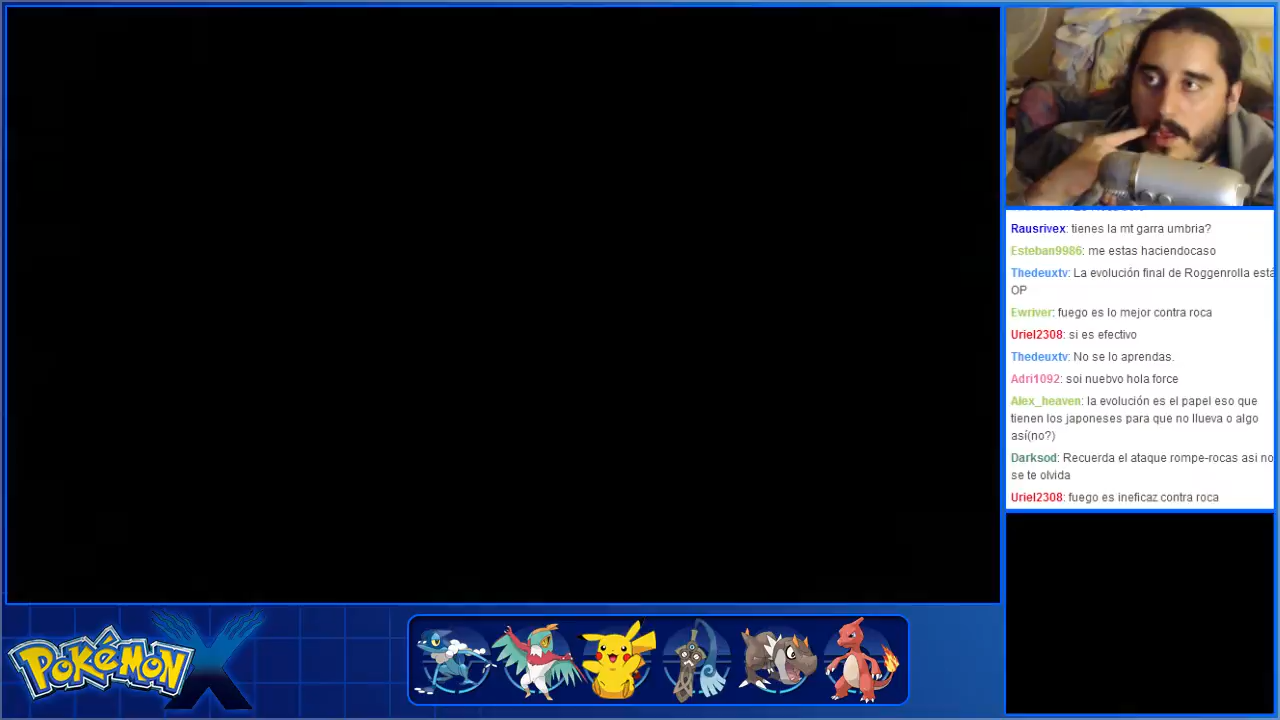 Rausrivex: tienes la mt garra umbria?
Esteban9986: me estas haciendocaso
Thedeuxtv: La evolución final de Roggenrolla está
OP
Ewriver: fuego es lo mejor contra roca
Uriel2308: si es efectivo
Thedeuxtv: No se lo aprendas.
Adri1092: soi nuebvo hola force
Alex_heaven: la evolución es el papel eso que
tienen los japoneses para que no llueva o algo
así(no?)
Darksod: Recuerda el ataque rompe-rocas asi no
se te olvida
Uriel2308: fuego es ineficaz contra roca
POKéMON X